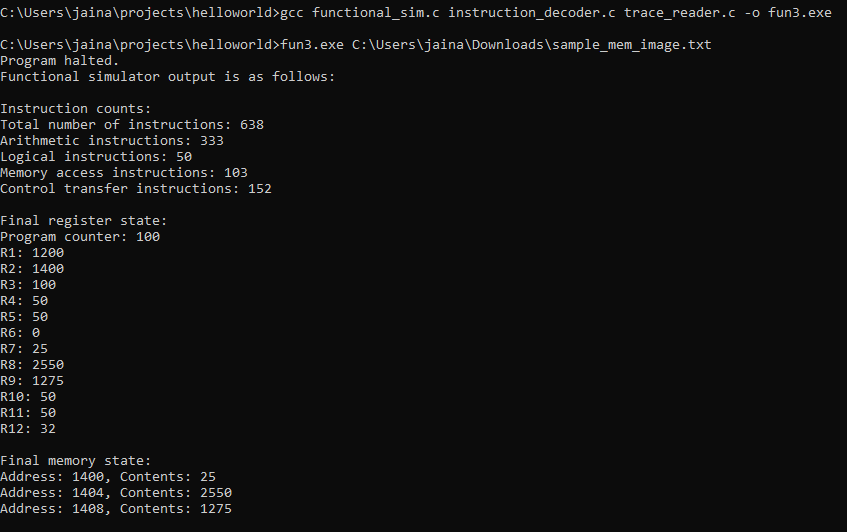 C:\Users\jaina\projects\helloworld>gcc functional_sim.c instruction_decoder.c trace_reader.c -o fun3.exe
C:\Users\jaina\projects\helloworld>fun3.exe C:\Users\jaina\Downloads\sample_mem_image.txt
Program halted.
Functional simulator output is as follows:
Instruction counts:
Total number of instructions: 638
Arithmetic instructions: 333
Logical instructions: 50
Memory access instructions: 103
Control transfer instructions: 152
Final register state:
Program counter: 100
R1: 1200
R2: 1400
R3: 100
R4: 50
R5: 50
R6: 0
R7: 25
R8: 2550
R9: 1275
R10: 50
R11: 50
R12: 32
Final memory state:
Address: 1400, Contents: 25
Address: 1404, Contents: 2550
Address: 1408, Contents: 1275